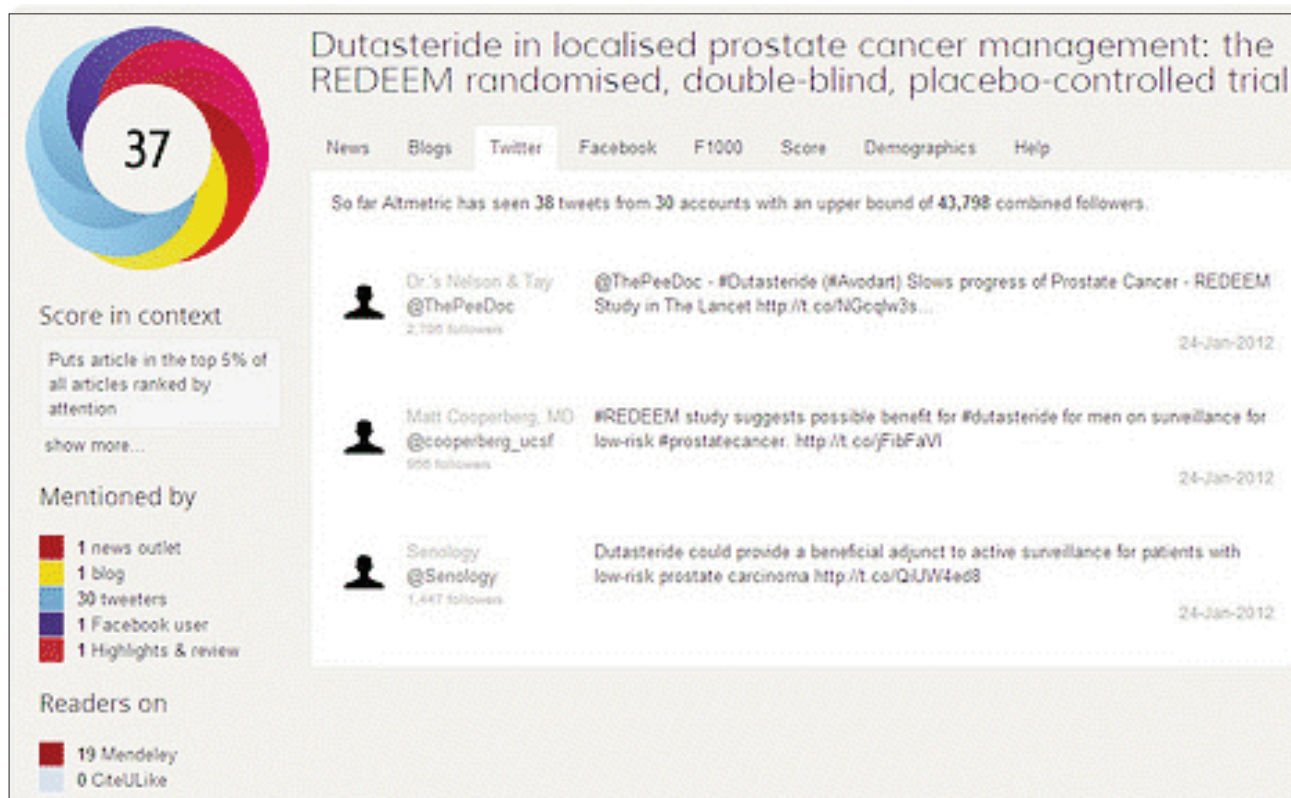 37
Dutasteride in localised prostate cancer management: the
REDEEM randomised, double-blind, placebo-controlled trial
News Blogs Twitter Facebook F1000 Score Demographics Help
So far Altmetric has seen 38 tweets from 30 accounts with an upper bound of 43,798 combined followers.
Dr.'s Nelson & Tay
@ThePeeDoc
followers
@ThePeeDoc - #Dutasteride (#Avodart) Slows progress of Prostate Cancer - REDEEM
Study in The Lancet
24-Jan-2012
Matt Cooperberg, MD
@cooperberg_ucsf
followers
#REDEEM study suggests possible benefit for #dutasteride for men on surveillance for
low-risk #prostatecancer.
24-Jan-2012
Senology
@Senology
1,447 followers
Dutasteride could provide a beneficial adjunct to active surveillance for patients with
low-risk prostate carcinoma http://t.co/QiUW4ed8
24-Jan-2012
Score in context
Puts article in the top 5% of
all articles ranked by
attention
show more...
Mentioned by
1 news outlet
1 blog
30 tweeters
1 Facebook user
1 Highlights & review
Readers on
19 Mendeley
0 CiteULike